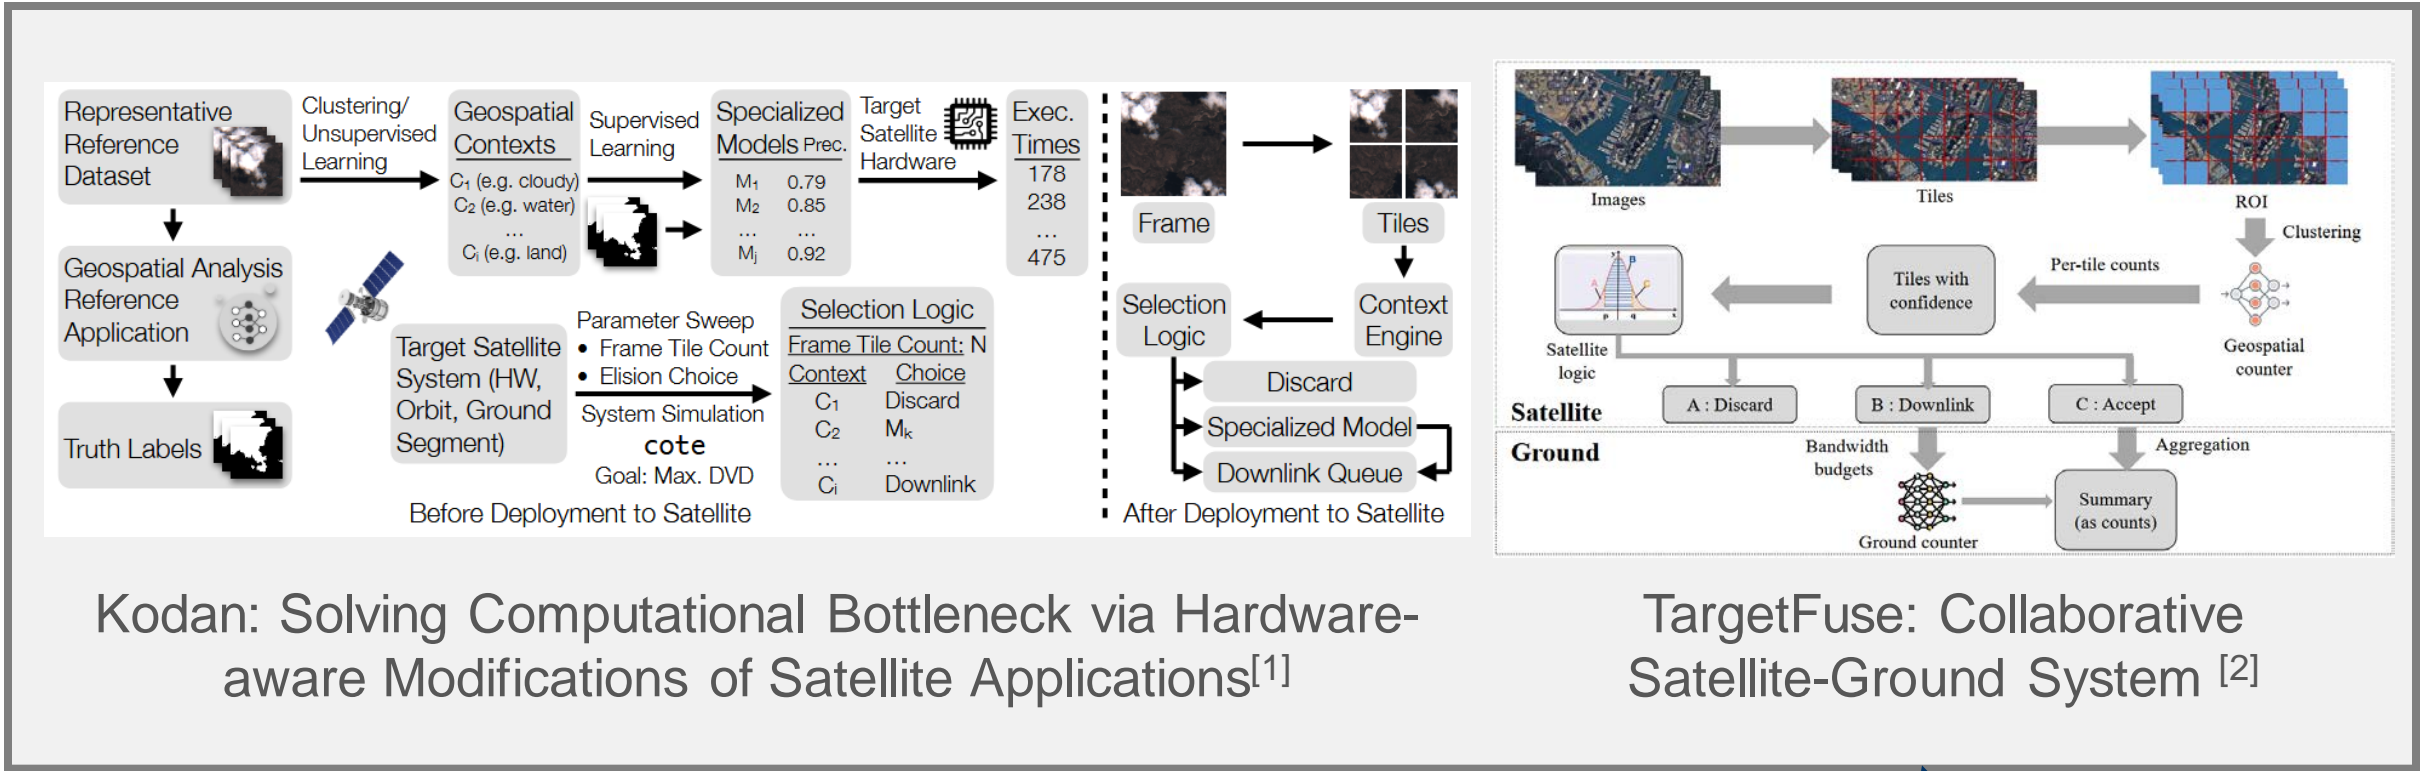 Representative
Reference
Dataset
Clustering/
Unsupervised
Learning
Geospatial
Contexts
C1 (e.g. cloudy)
C2 (e.g. water)
...
Ci (e.g. land)
Supervised
Learning
Specialized
Models Prec.
M1 0.79
M2 0.85
... ...
Mj 0.92
Target
Satellite
Hardware
Exec.
Times
178
238
...
475
Geospatial Analysis
Reference
Application
Truth Labels
Target Satellite
System (HW,
Orbit, Ground
Segment)
Parameter Sweep
• Frame Tile Count
• Elision Choice
System Simulation
cote
Goal: Max. DVD
Selection Logic
Frame Tile Count: N
Context Choice
C1 Discard
C2 Mk
... ...
Ci Downlink
Before Deployment to Satellite
Frame
Tiles
Selection
Logic
Context
Engine
Discard
Specialized Model
Downlink Queue
After Deployment to Satellite
Images
Tiles
ROI
Clustering
Geospatial
counter
Per-tile counts
Tiles with
confidence
y
A
B
C
p
q
x
Satellite
logic
A : Discard
B : Downlink
C : Accept
Satellite
Ground
Bandwidth
budgets
Aggregation
Ground counter
Summary
(as counts)
Kodan: Solving Computational Bottleneck via Hardware-
aware Modifications of Satellite Applications[1]
TargetFuse: Collaborative
Satellite-Ground System [2]